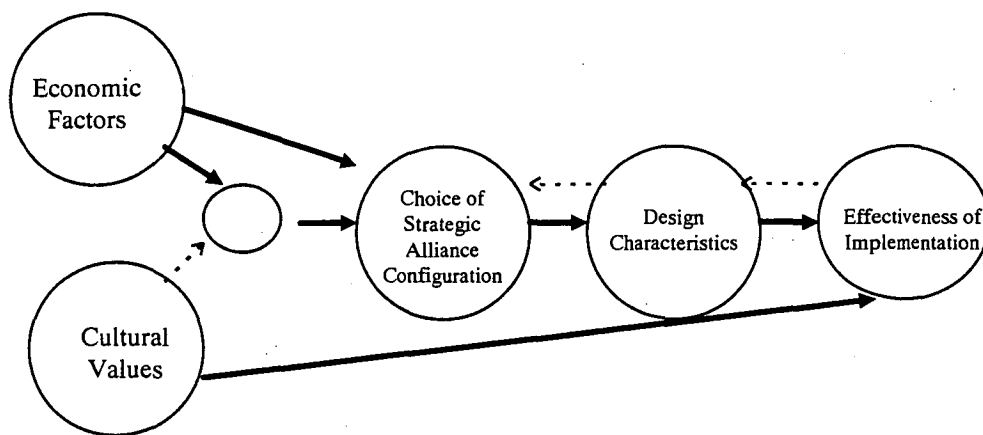 Economic
Factors
Choice of
Strategic
Alliance
Configuration
Design
Characteristics
Effectiveness of
Implementation
Cultural
Values